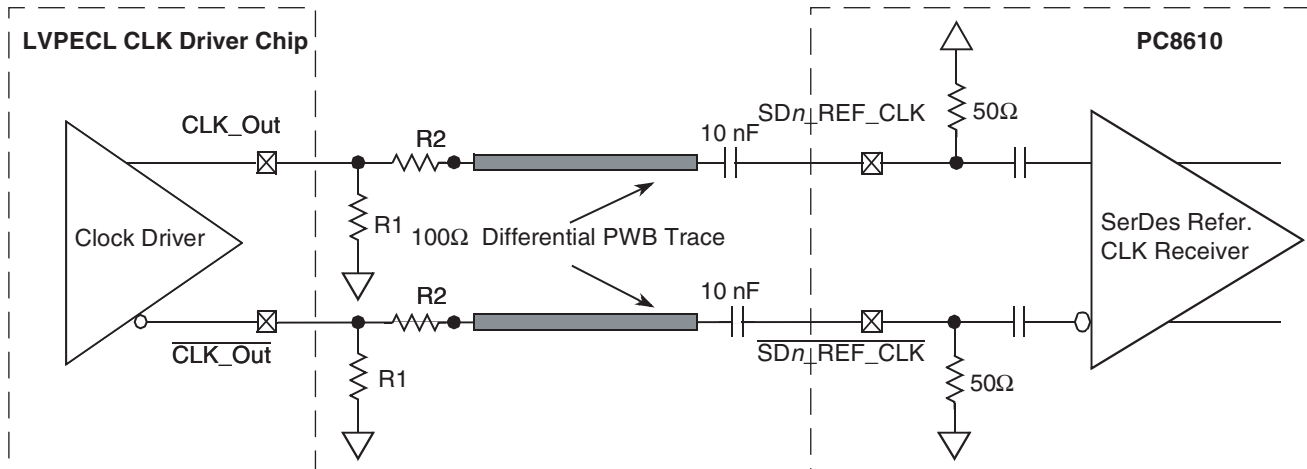 LVPECL CLK Driver Chip
PC8610
CLK_Out
R2
10 nF
SDn_REF_CLK
50Ω
Clock Driver
R1
100Ω Differential PWB Trace
SerDes Refer.
CLK Receiver
R2
10 nF
CLK_Out
R1
SDn_REF_CLK
50Ω